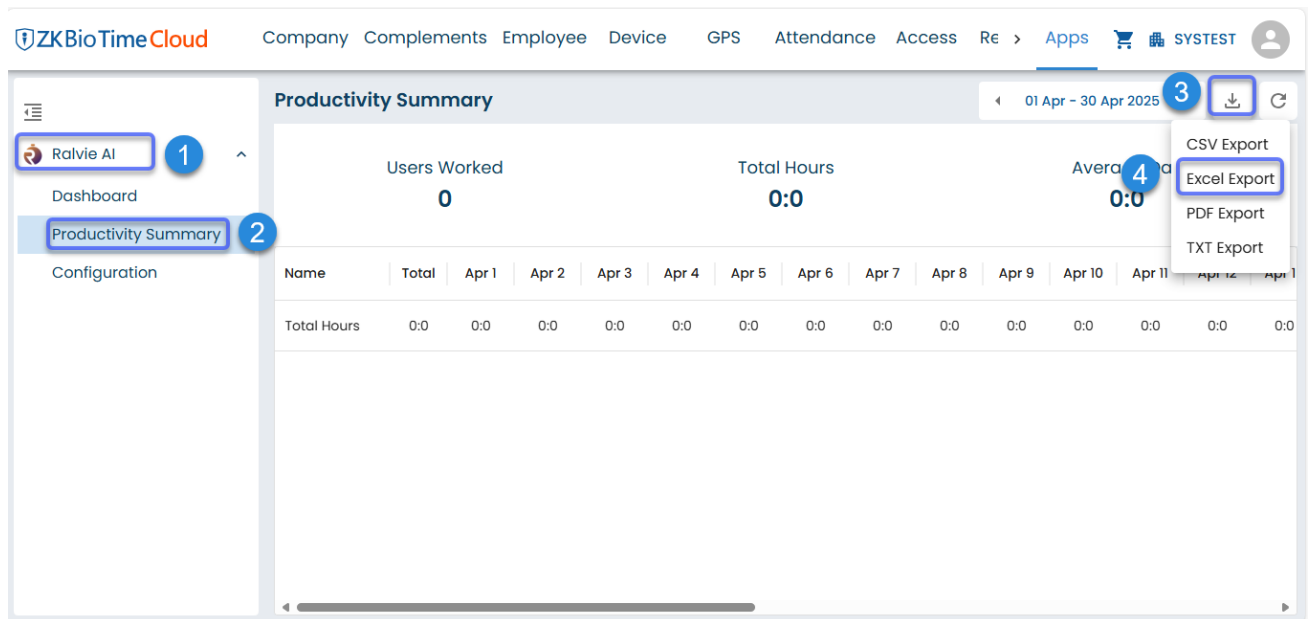 ZKBioTime Cloud Company Complements Employee Device GPS Attendance Access Re Apps SYSTEST
Productivity Summary 01 Apr - 30 Apr 2025 3
Ralvie AI 1
Dashboard
Productivity Summary 2
Configuration
CSV Export
4 Excel Export
PDF Export
TXT Export
Users Worked Total Hours
0 0:0 0:0
Name Total Apr 1 Apr 2 Apr 3 Apr 4 Apr 5 Apr 6 Apr 7 Apr 8 Apr 9 Apr 10 Apr 11 Apr 12
Total Hours 0:0 0:0 0:0 0:0 0:0 0:0 0:0 0:0 0:0 0:0 0:0 0:0 0:0 0:0